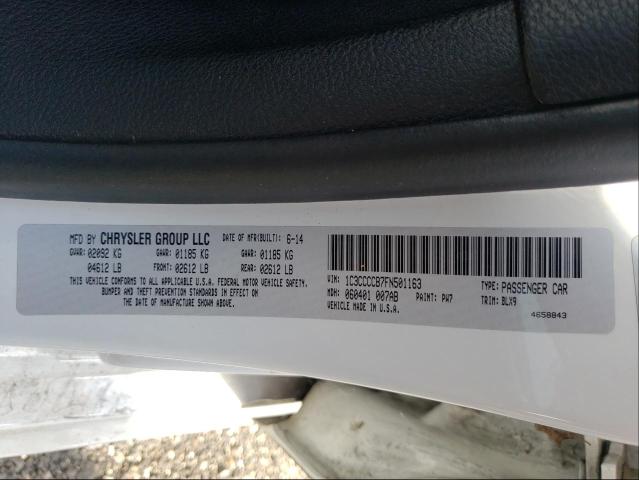 MFD BY CHRYSLER GROUP LLC DATE OF MFR(BUILT): 6-14
GVWR: 02092 KG GAWR: 01185 KG GAWR: 01185 KG
04612 LB FRONT: 02612 LB REAR: 02612 LB
THIS VEHICLE CONFORMS TO ALL APPLICABLE U.S.A. FEDERAL MOTOR VEHICLE SAFETY,
BUMPER AND THEFT PREVENTION STANDARDS IN EFFECT ON
THE DATE OF MANUFACTURE SHOWN ABOVE.
VIN: 1C3CCCCB7FN501163 TYPE: PASSENGER CAR
MDH: 060401 007AB PAINT: PW7 TRIM: BLX9
VEHICLE MADE IN U.S.A. 4658843